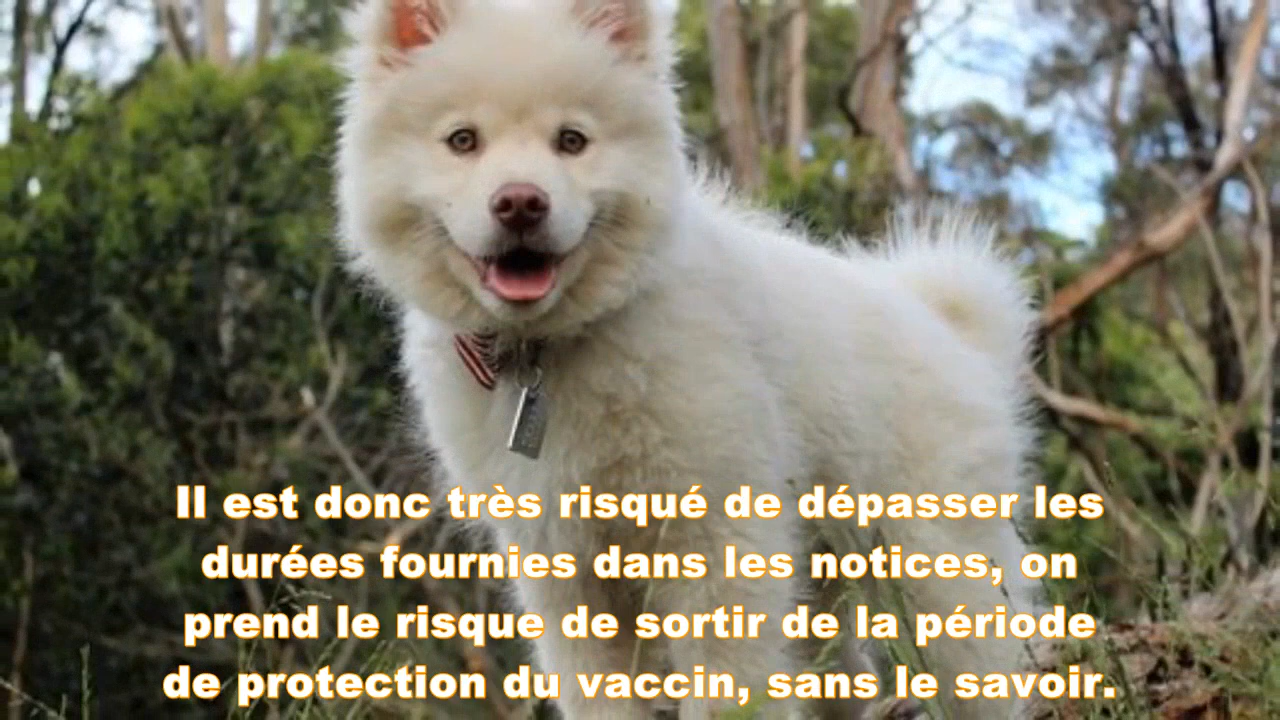 Il est donc très risqué de dépasser les
durées fournies dans les notices, on
prend le risque de sortir de la période
de protection du vaccin, sans le savoir.